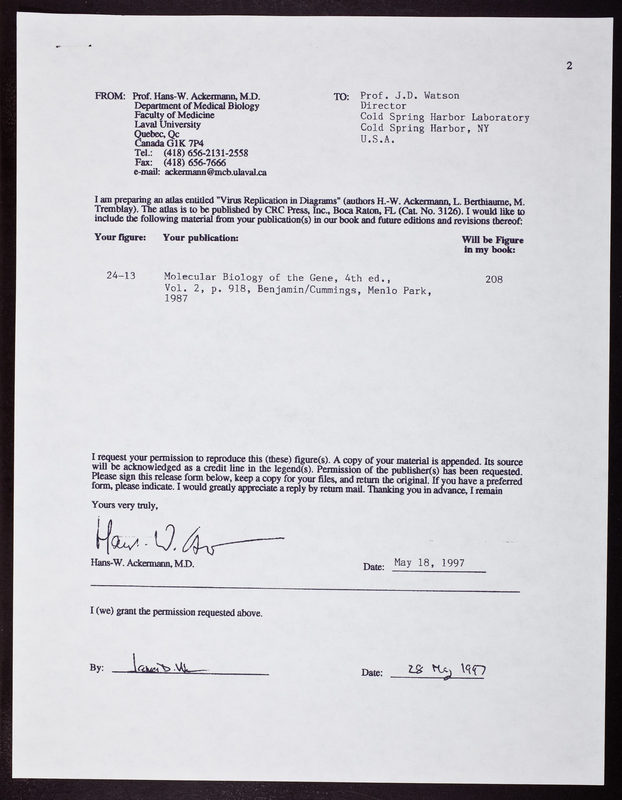 2
FROM: Prof. Hans-W. Ackermann, M.D.
Department of Medical Biology
Faculty of Medicine
Laval University
Quebec, Qc
Canada G1K 7P4
Tel.: (418) 656-2131-2558
Fax: (418) 656-7666
e-mail: ackermann@mcb.ulaval.ca
TO: Prof. J.D. Watson
Director
Cold Spring Harbor Laboratory
Cold Spring Harbor, NY
U.S.A.
I am preparing an atlas entitled "Virus Replication in Diagrams" (authors H.-W. Ackermann, L. Berthiaume, M.
Tremblay). The atlas is to be published by CRC Press, Inc., Boca Raton, FL (Cat. No. 3126). I would like to
include the following material from your publication(s) in our book and future editions and revisions thereof:
Your figure: Your publication: Will be Figure
in my book:
24-13 Molecular Biology of the Gene, 4th ed., 208
Vol. 2, p. 918, Benjamin/Cummings, Menlo Park,
1987
I request your permission to reproduce this (these) figure(s). A copy of your material is appended. Its source
will be acknowledged as a credit line in the legend(s). Permission of the publisher(s) has been requested.
Please sign this release form below, keep a copy for your files, and return the original. If you have a preferred
form, please indicate. I would greatly appreciate a reply by return mail. Thanking you in advance, I remain
Yours very truly,
Hans-W. Ackermann, M.D. Date: May 18, 1997
I (we) grant the permission requested above.
By: Date: 28 May 1997